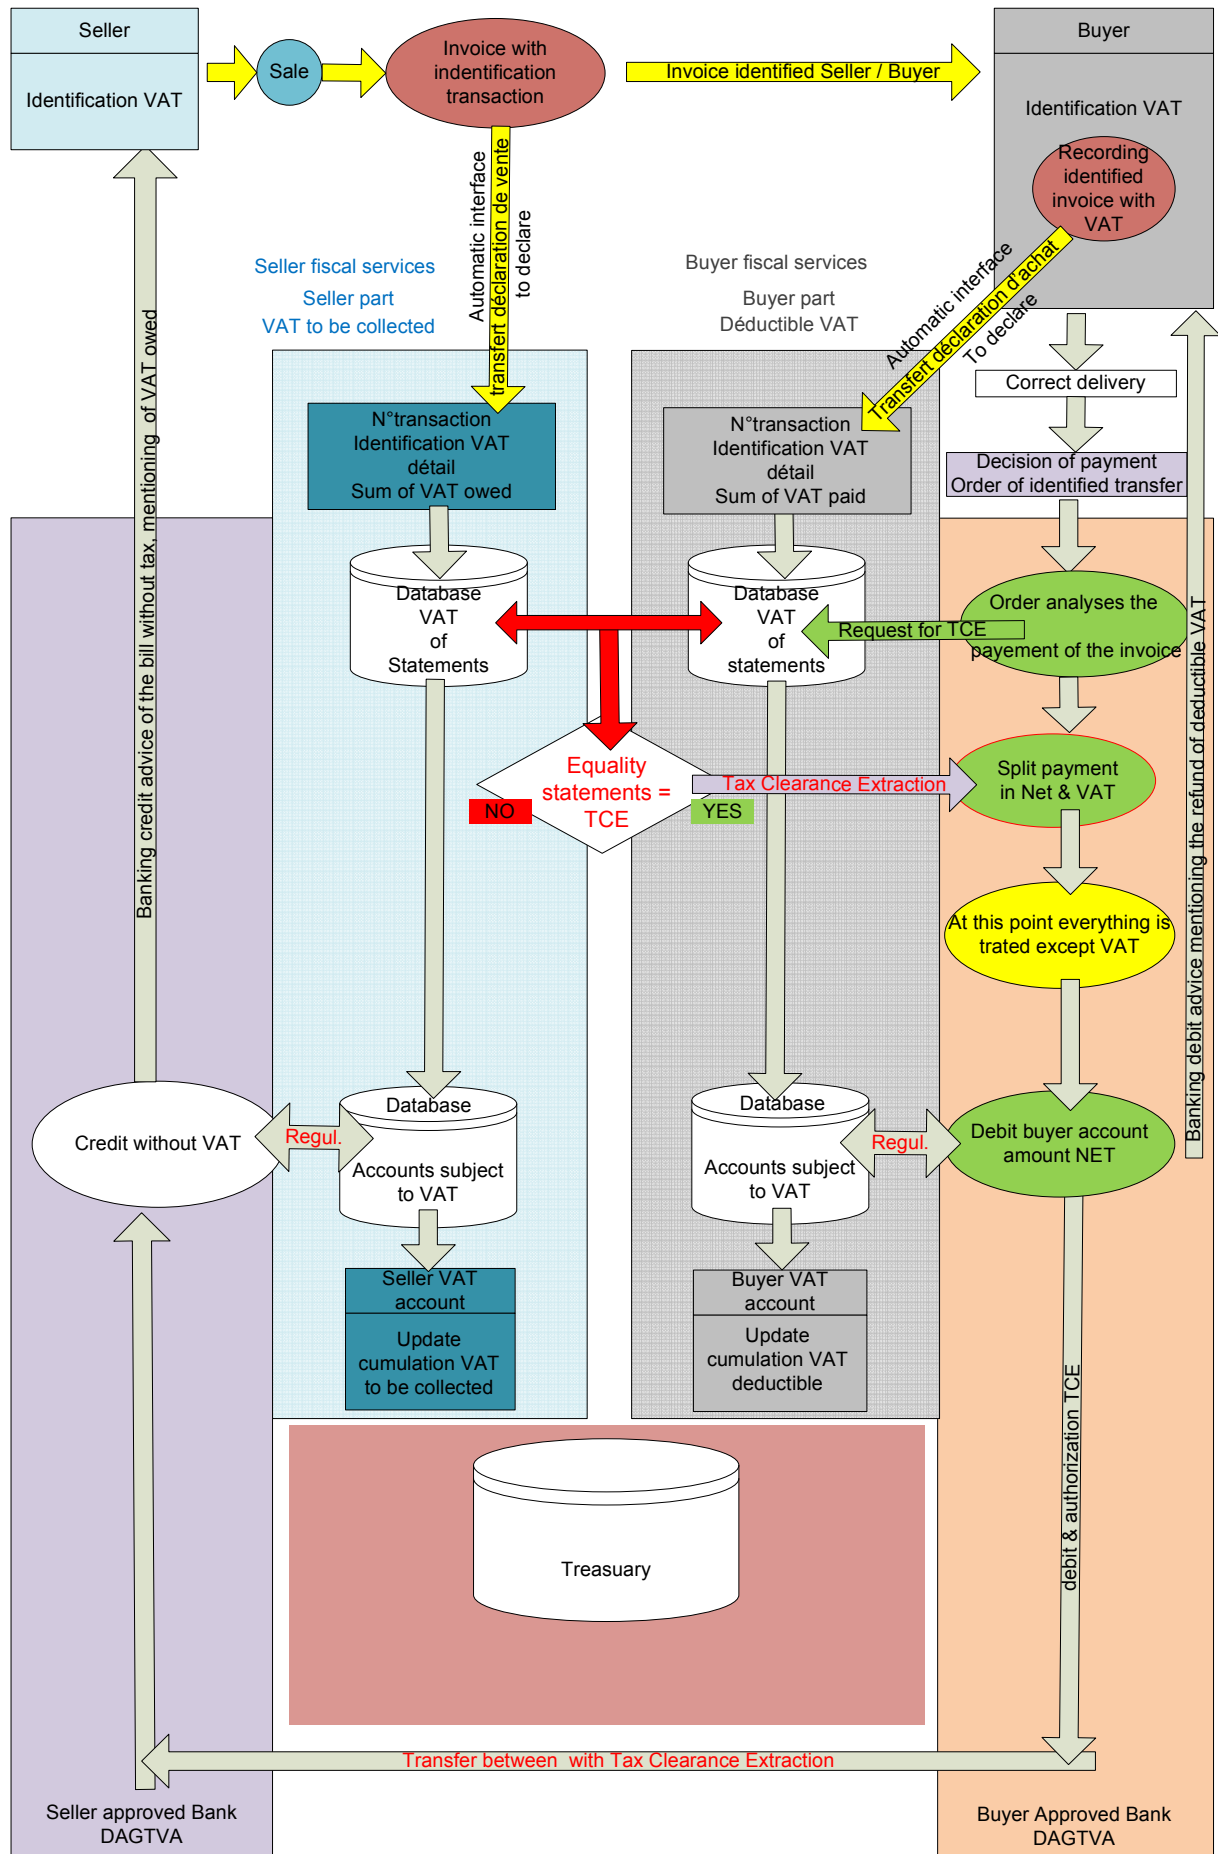 Seller
Identification VAT
Sale
Invoice with
indentification
transaction
Invoice identified Seller / Buyer
Buyer
Identification VAT
Recording
identified
invoice with
VAT
Automatic interface
transfert déclaration de vente
to declare
Automatic interface
Transfert déclaration d'achat
To declare
Seller fiscal services
Seller part
VAT to be collected
Buyer fiscal services
Buyer part
Déductible VAT
Correct delivery
Decision of payment
Order of identified transfer
N°transaction
Identification VAT
détail
Sum of VAT owed
N°transaction
Identification VAT
détail
Sum of VAT paid
Database
VAT
of
Statements
Database
VAT
of
statements
Request for TCE
Order analyses the
payement of the invoice
Equality
statements =
TCE
NO
YES
Tax Clearance Extraction
Split payment
in Net & VAT
At this point everything is
trated except VAT
Banking credit advice of the bill without tax, mentioning of VAT owed
Banking debit advice mentioning the refund of deductible VAT
Credit without VAT
Regul.
Database
Accounts subject
to VAT
Database
Accounts subject
to VAT
Regul.
Debit buyer account
amount NET
Seller VAT
account
Update
cumulation VAT
to be collected
Buyer VAT
account
Update
cumulation VAT
deductible
debit & authorization TCE
Treasuary
Transfer between with Tax Clearance Extraction
Seller approved Bank
DAGTVA
Buyer Approved Bank
DAGTVA